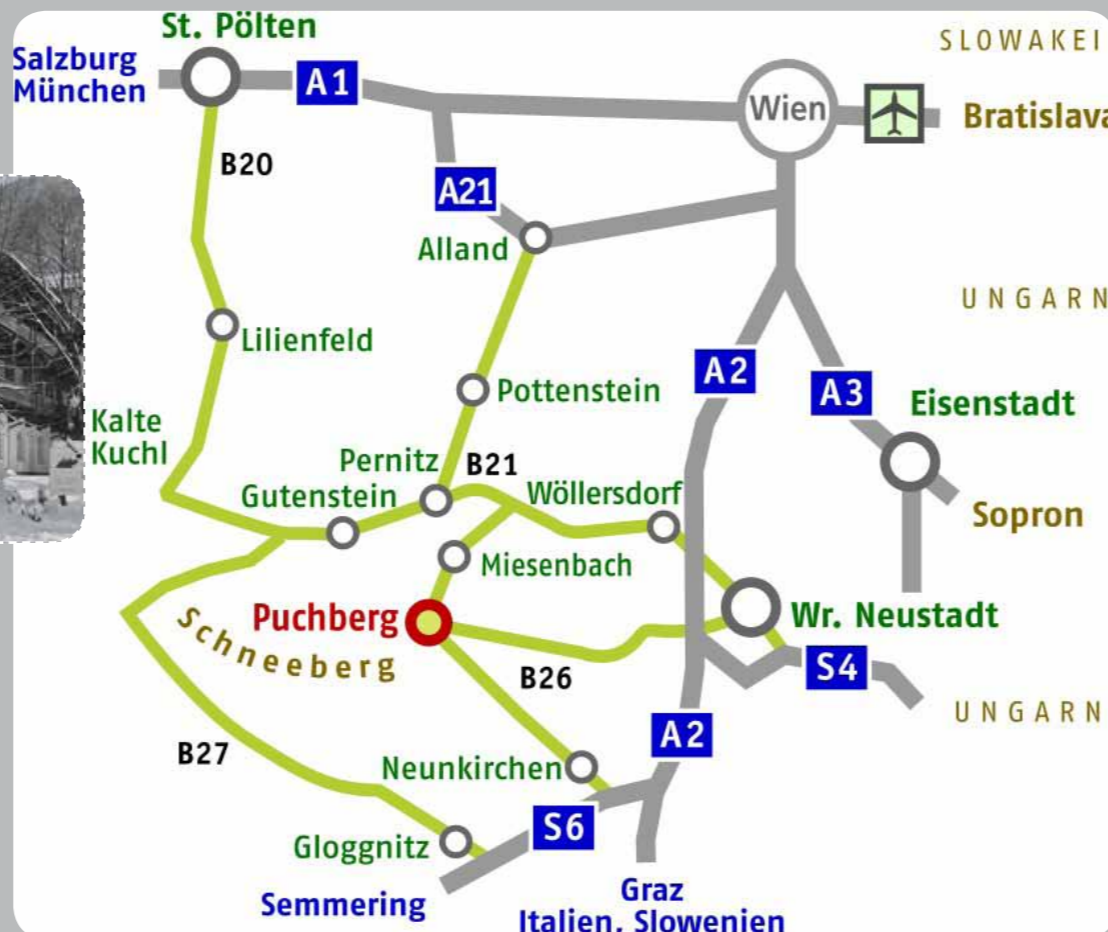 St. Pölten
SLOWAKEI
Salzburg
München
A1
Wien
Bratislava
B20
A21
Alland
UNGARN
Lilienfeld
A2
Pottenstein
A3
Eisenstadt
Kalte
Kuchl
Pernitz
B21
Gutenstein
Wöllersdorf
Sopron
Miesenbach
Puchberg
Wr. Neustadt
Schneeberg
S4
B26
UNGARN
A2
B27
Neunkirchen
S6
Gloggnitz
Semmering
Graz
Italien, Slowenien